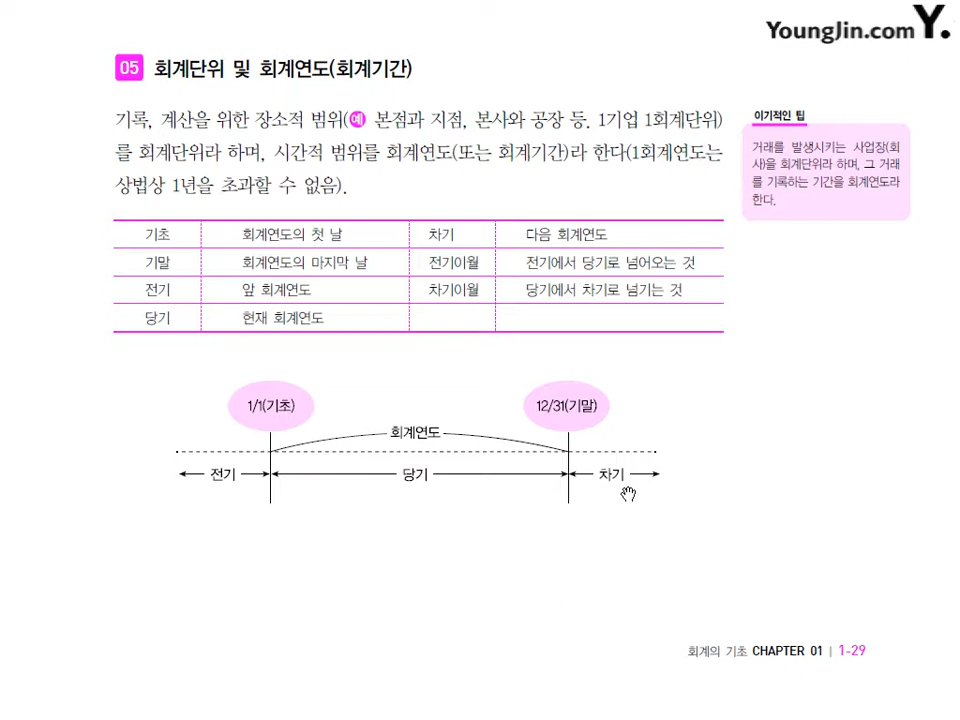 YoungJin.com Y.
05 회계단위 및 회계연도(회계기간)
기록, 계산을 위한 장소적 범위(예 본점과 지점, 본사와 공장 등. 1기업 1회계단위)
를 회계단위라 하며, 시간적 범위를 회계연도(또는 회계기간)라 한다(1회계연도는
상법상 1년을 초과할 수 없음).
이기적인 팁
거래를 발생시키는 사업장(회
사)을 회계단위라 하며, 그 거래
를 기록하는 기간을 회계연도라
한다.
기초 회계연도의 첫 날 차기 다음 회계연도
기말 회계연도의 마지막 날 전기이월 전기에서 당기로 넘어오는 것
전기 앞 회계연도 차기이월 당기에서 차기로 넘기는 것
당기 현재 회계연도
1/1(기초) 12/31(기말)
회계연도
전기 당기 차기
회계의 기초 CHAPTER 01 | 1-29